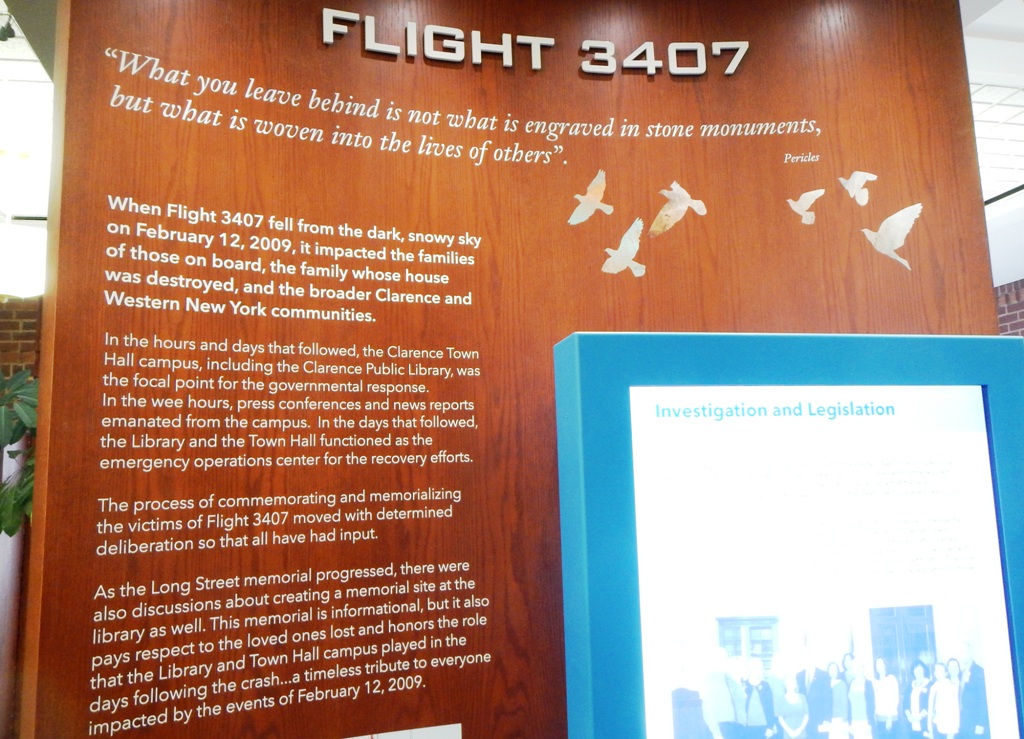 FLIGHT 3407
“What you leave behind is not what is engraved in stone monuments,
but what is woven into the lives of others”.
Pericles
When Flight 3407 fell from the dark, snowy sky
on February 12, 2009, it impacted the families
of those on board, the family whose house
was destroyed, and the broader Clarence and
Western New York communities.
In the hours and days that followed, the Clarence Town
Hall campus, including the Clarence Public Library, was
the focal point for the governmental response.
In the wee hours, press conferences and news reports
emanated from the campus. In the days that followed,
the Library and the Town Hall functioned as the
emergency operations center for the recovery efforts.
The process of commemorating and memorializing
the victims of Flight 3407 moved with determined
deliberation so that all have had input.
As the Long Street memorial progressed, there were
also discussions about creating a memorial site at the
library as well. This memorial is informational, but it also
pays respect to the loved ones lost and honors the role
that the Library and Town Hall campus played in the
days following the crash...a timeless tribute to everyone
impacted by the events of February 12, 2009.
Investigation and Legislation